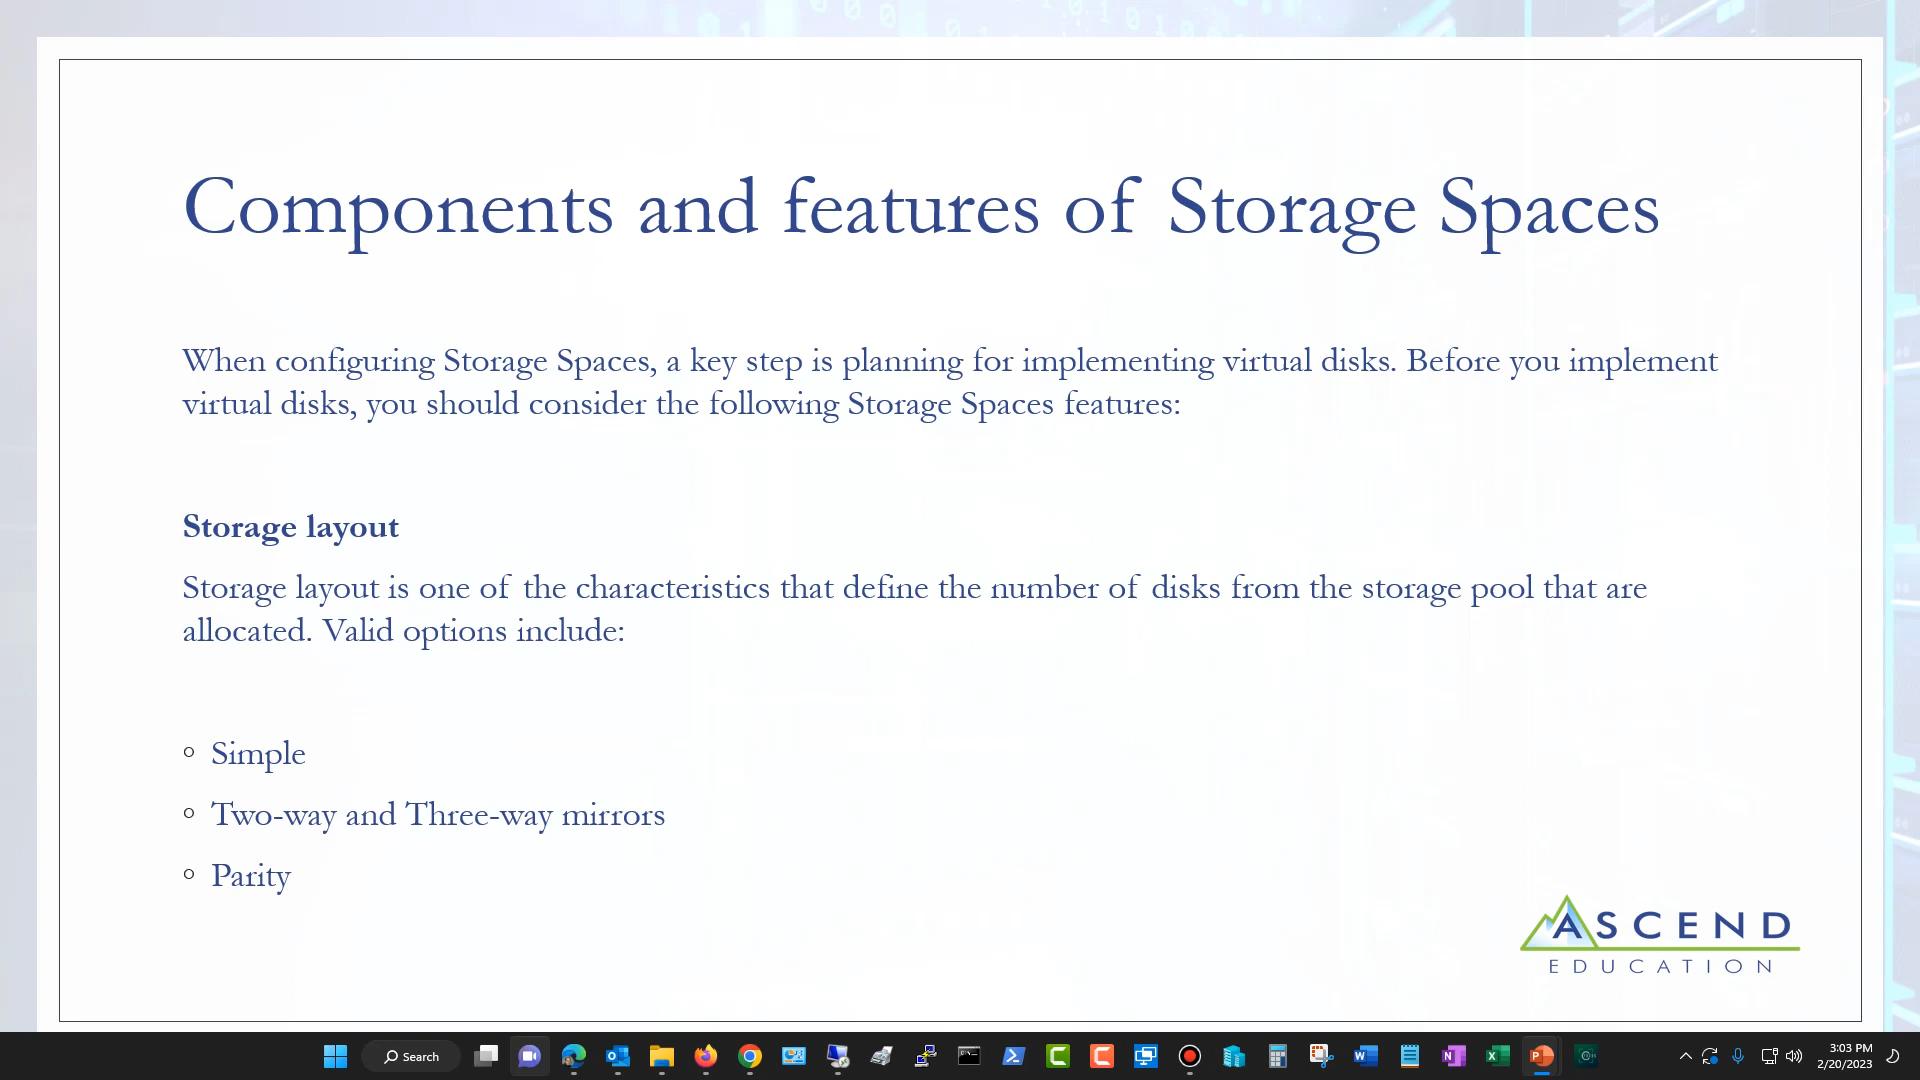 Components and features of Storage Spaces
When configuring Storage Spaces, a key step is planning for implementing virtual disks. Before you implement
virtual disks, you should consider the following Storage Spaces features:
Storage layout
Storage layout is one of the characteristics that define the number of disks from the storage pool that are
allocated. Valid options include:
Simple
Two-way and Three-way mirrors
Parity
ASCEND
EDUCATION
Search
3:03 PM
2/20/2023